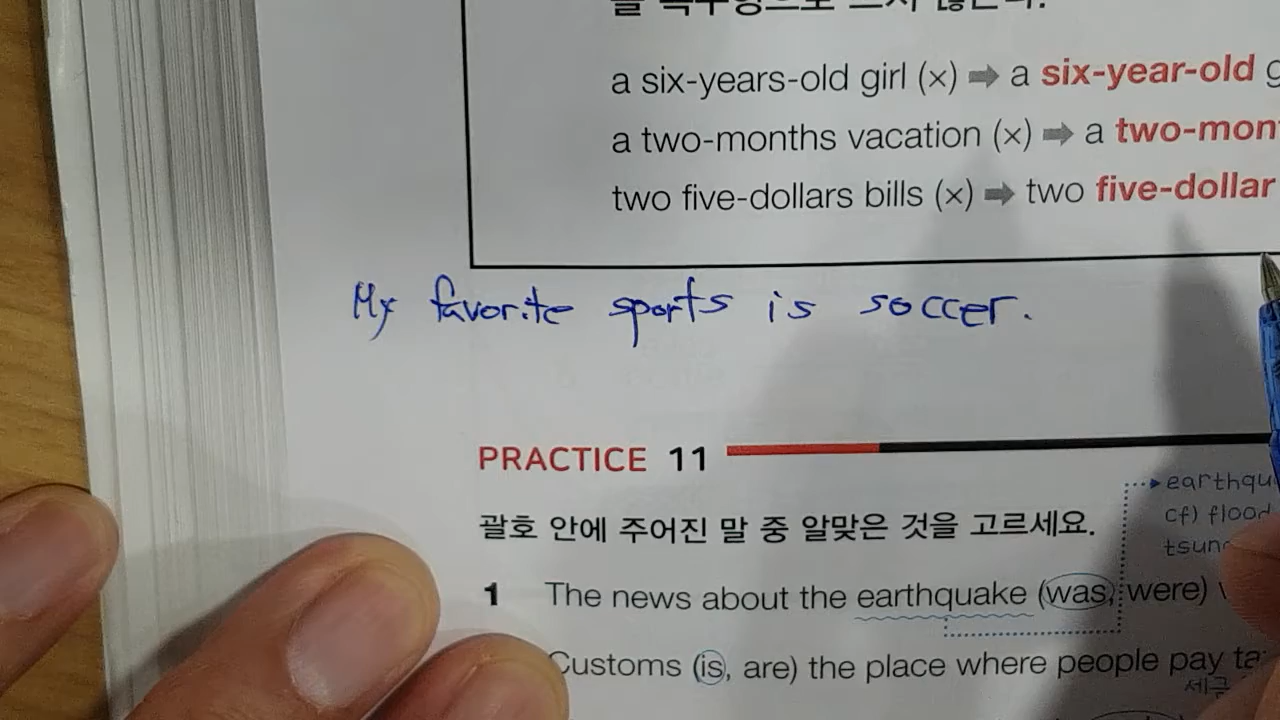 a six-years-old girl (×) ➡ a six-year-old
a two-months vacation (×) ➡ a two-mon
two five-dollars bills (×) ➡ two five-dollar
My favorite sports is soccer.
PRACTICE 11
earthqu
cf) flood
tsun
괄호 안에 주어진 말 중 알맞은 것을 고르세요.
1 The news about the earthquake (was, were)
Customs (is, are) the place where people pay ta
세금